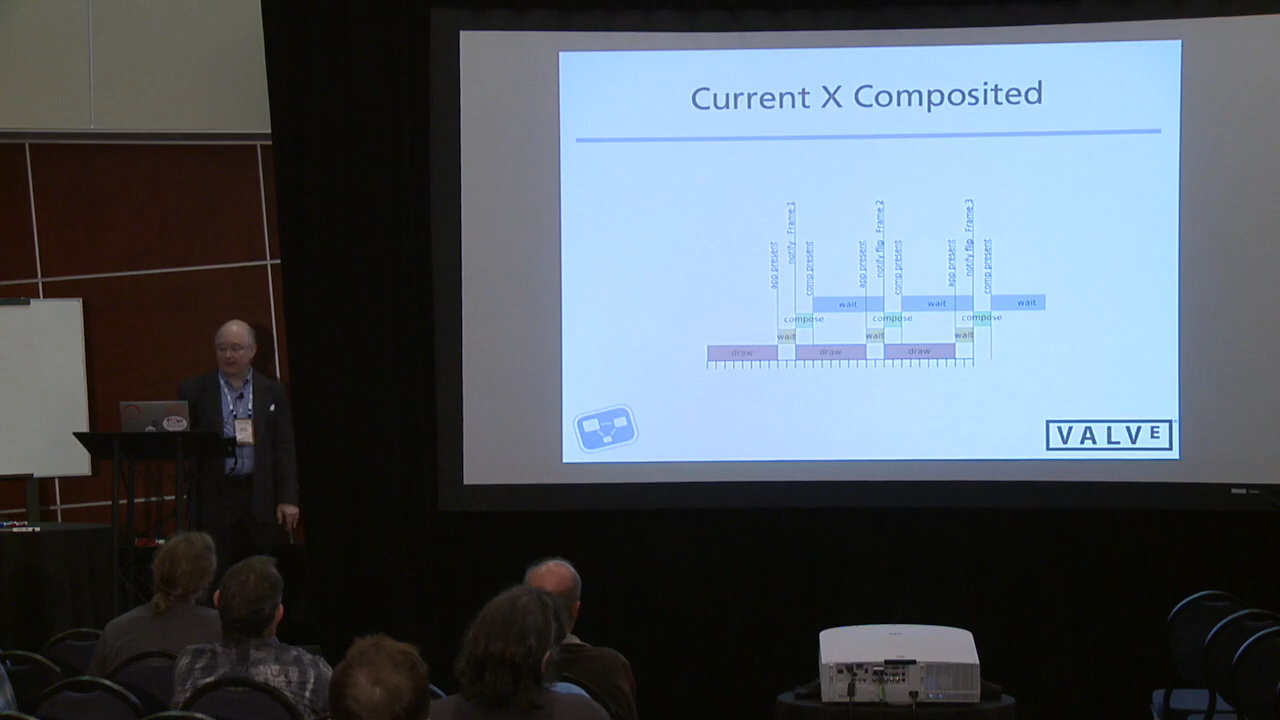 Current X Composited
app present
notify Frame 1
comp present
app present
notify flip Frame 2
comp present
app present
notify flip Frame 3
comp present
wait
wait
wait
compose
compose
compose
wait
wait
wait
draw
draw
draw
VALVE